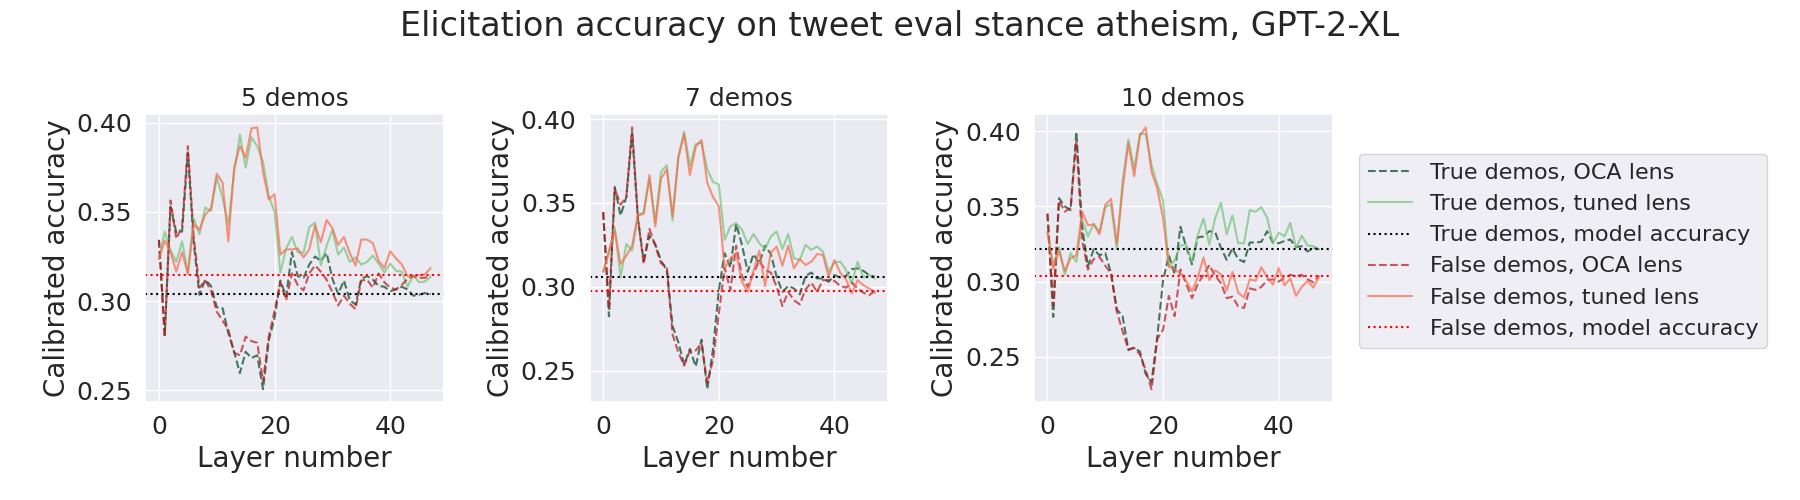 Elicitation accuracy on tweet eval stance atheism, GPT-2-XL
5 demos
Calibrated accuracy
0.40
0.35
0.30
0.25
0
20
40
Layer number
7 demos
Calibrated accuracy
0.40
0.35
0.30
0.25
0
20
40
Layer number
10 demos
Calibrated accuracy
0.40
0.35
0.30
0.25
0
20
40
Layer number
True demos, OCA lens
True demos, tuned lens
True demos, model accuracy
False demos, OCA lens
False demos, tuned lens
False demos, model accuracy